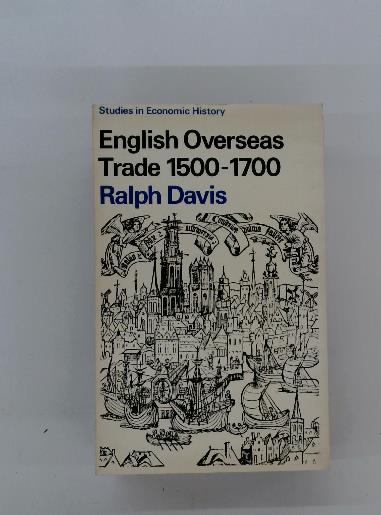 Studies in Economic History
English Overseas
Trade 1500-1700
Ralph Davis